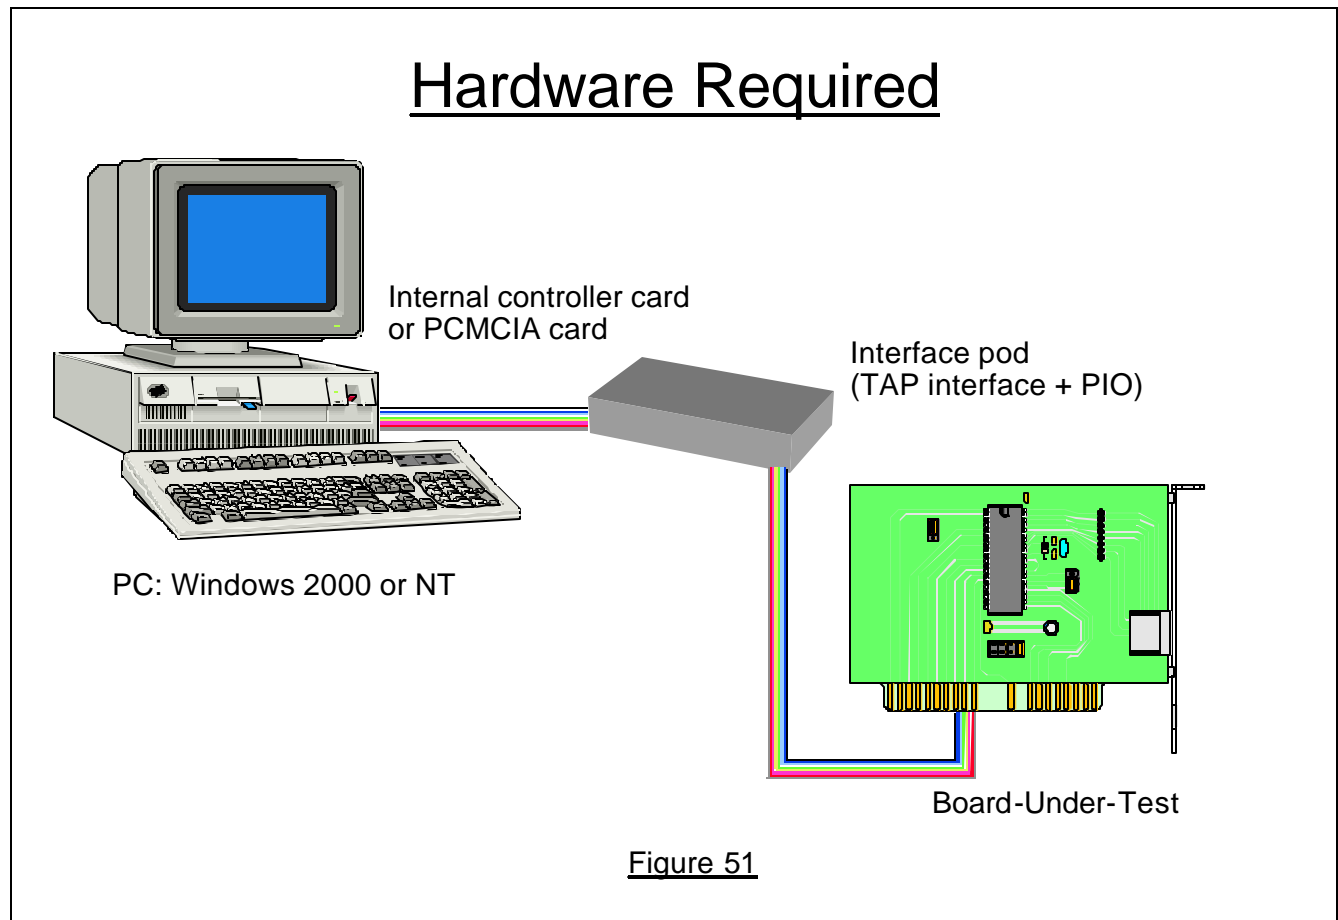 Hardware Required
Internal controller card
or PCMCIA card
Interface pod
(TAP interface + PIO)
PC: Windows 2000 or NT
Board-Under-Test
Figure 51